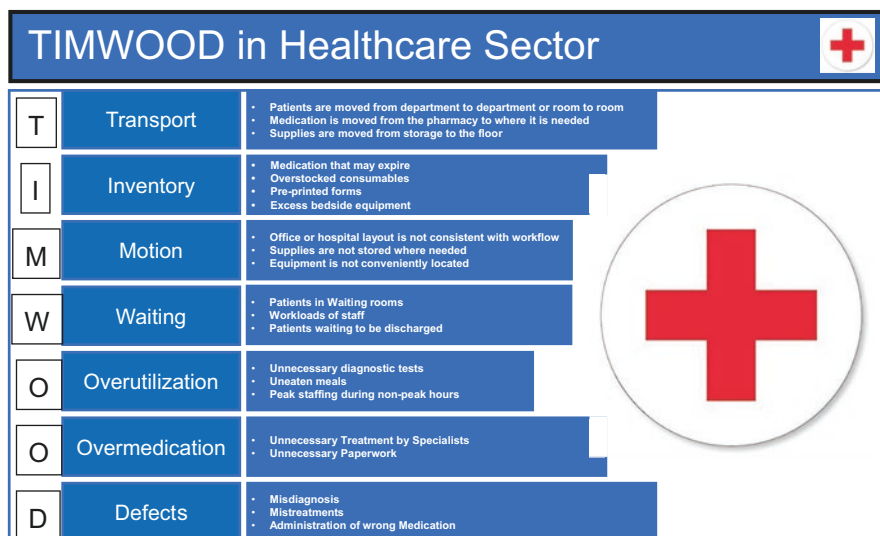 TIMWOOD in Healthcare Sector
T
Transport
• Patients are moved from department to department or room to room
• Medication is moved from the pharmacy to where it is needed
• Supplies are moved from storage to the floor
I
Inventory
• Medication that may expire
• Overstocked consumables
• Pre-printed forms
• Excess bedside equipment
M
Motion
• Office or hospital layout is not consistent with workflow
• Supplies are not stored where needed
• Equipment is not conveniently located
W
Waiting
• Patients in Waiting rooms
• Workloads of staff
• Patients waiting to be discharged
O
Overutilization
• Unnecessary diagnostic tests
• Uneaten meals
• Peak staffing during non-peak hours
O
Overmedication
• Unnecessary Treatment by Specialists
• Unnecessary Paperwork
D
Defects
• Misdiagnosis
• Mistreatments
• Administration of wrong Medication